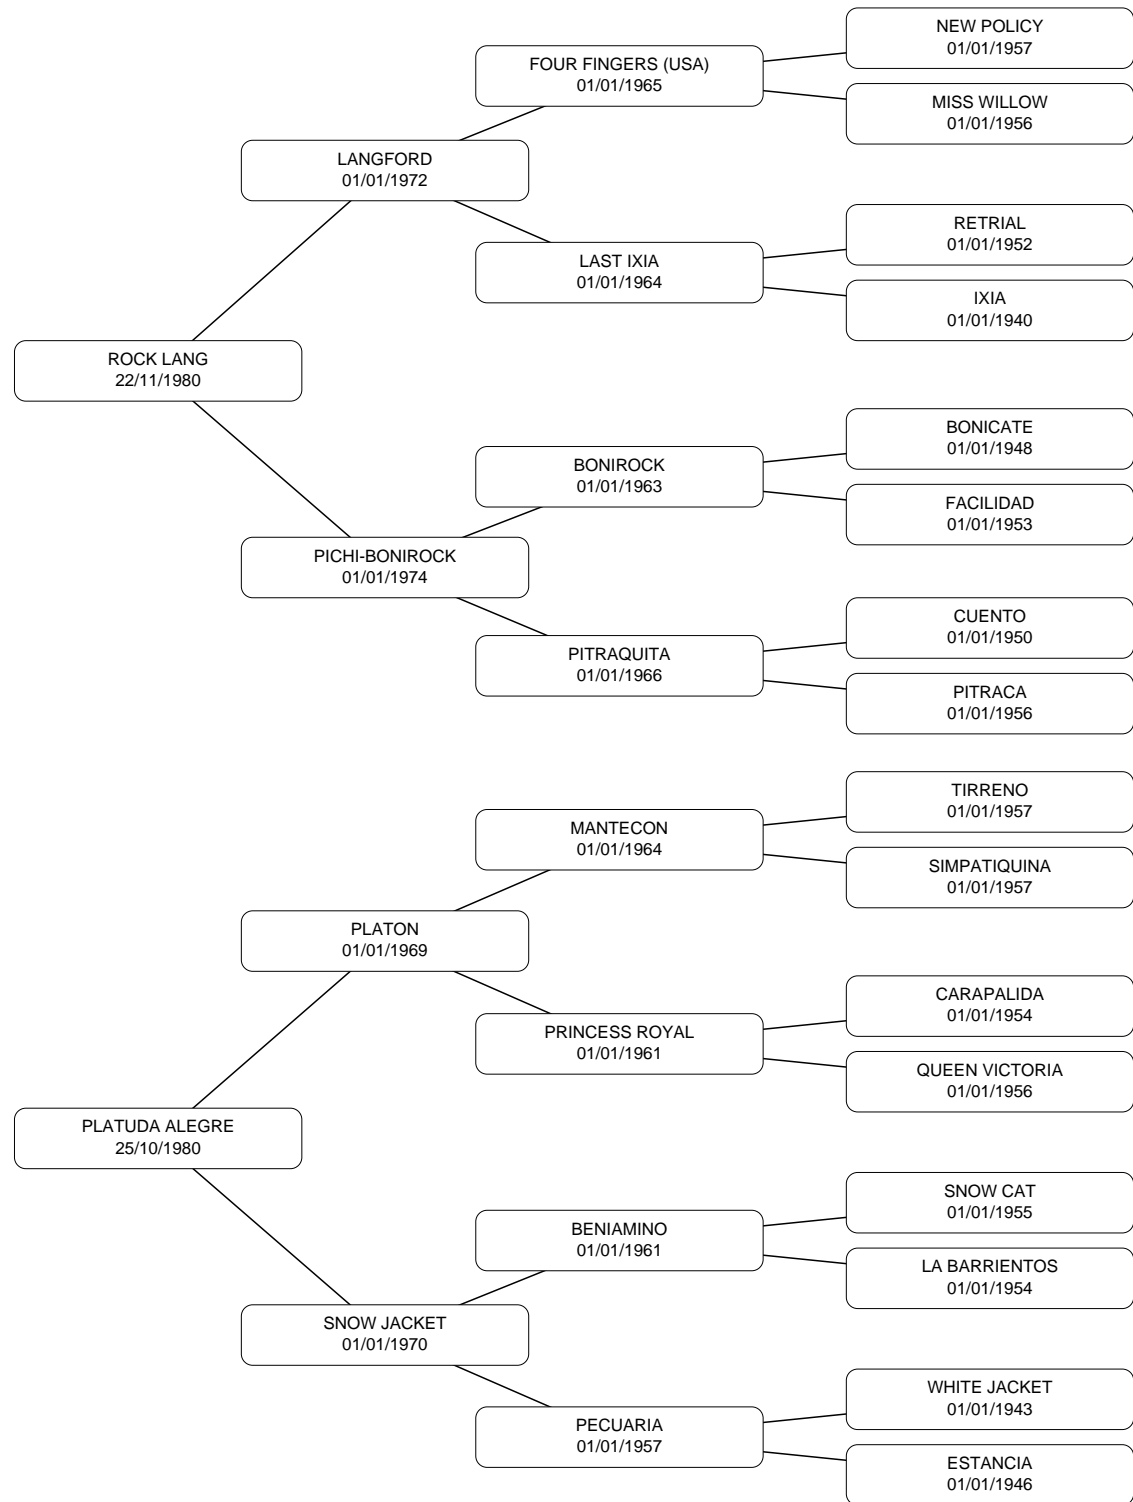 NEW POLICY
01/01/1957
FOUR FINGERS (USA)
01/01/1965
MISS WILLOW
01/01/1956
LANGFORD
01/01/1972
RETRIAL
01/01/1952
LAST IXIA
01/01/1964
IXIA
01/01/1940
ROCK LANG
22/11/1980
BONICATE
01/01/1948
BONIROCK
01/01/1963
FACILIDAD
01/01/1953
PICHI-BONIROCK
01/01/1974
CUENTO
01/01/1950
PITRAQUITA
01/01/1966
PITRACA
01/01/1956
TIRRENO
01/01/1957
MANTECON
01/01/1964
SIMPATIQUINA
01/01/1957
PLATON
01/01/1969
CARAPALIDA
01/01/1954
PRINCESS ROYAL
01/01/1961
QUEEN VICTORIA
01/01/1956
PLATUDA ALEGRE
25/10/1980
SNOW CAT
01/01/1955
BENIAMINO
01/01/1961
LA BARRIENTOS
01/01/1954
SNOW JACKET
01/01/1970
WHITE JACKET
01/01/1943
PECUARIA
01/01/1957
ESTANCIA
01/01/1946